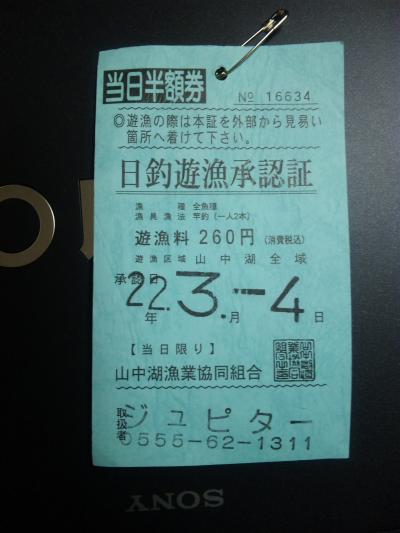 当日半額券
№ 16634
◎遊漁の際は本証を外部から見易い
箇所へ着けて下さい。
日釣遊漁承認証
漁種 全魚種
漁具漁法 竿釣(一人2本)
遊漁料 260円 (消費税込)
遊漁区域 山中湖全域
承認日
22年 3月 -4日
【当日限り】
山中湖漁業協同組合
取扱者
ジュピター
0555-62-1311
SONY